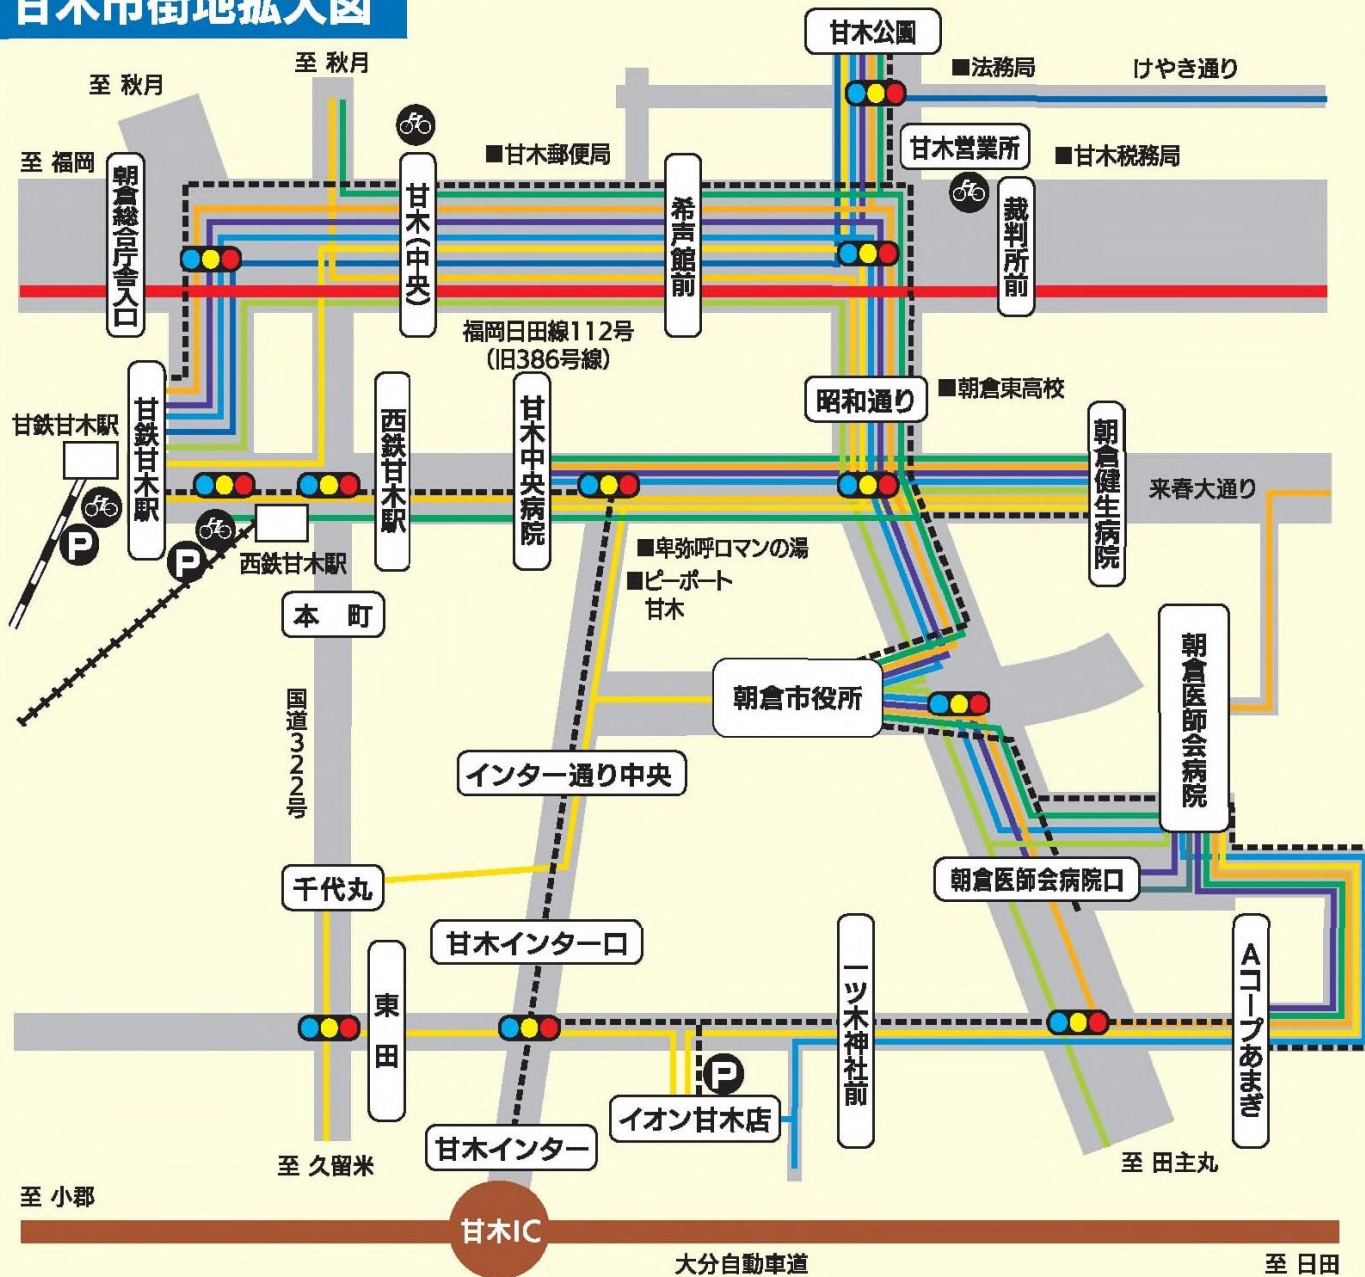 甘木市街地拡大図
甘木公園
至 秋月
至 秋月
■法務局
けやき通り
至 福岡
朝倉総合庁舎入口
甘木（中央）
■甘木郵便局
希声館前
甘木営業所
■甘木税務局
裁判所前
福岡日田線112号
（旧386号線）
甘鉄甘木駅
甘鉄甘木駅
西鉄甘木駅
甘木中央病院
昭和通り
■朝倉東高校
朝倉健生病院
来春大通り
P
P
西鉄甘木駅
■卑弥呼ロマンの湯
■ピーポート
甘木
本 町
朝倉市役所
朝倉医師会病院
国道322号
インター通り中央
千代丸
朝倉医師会病院口
甘木インター口
東田
一ツ木神社前
Aコープあまぎ
P
イオン甘木店
甘木インター
至 久留米
至 田主丸
至 小郡
甘木IC
大分自動車道
至 日田